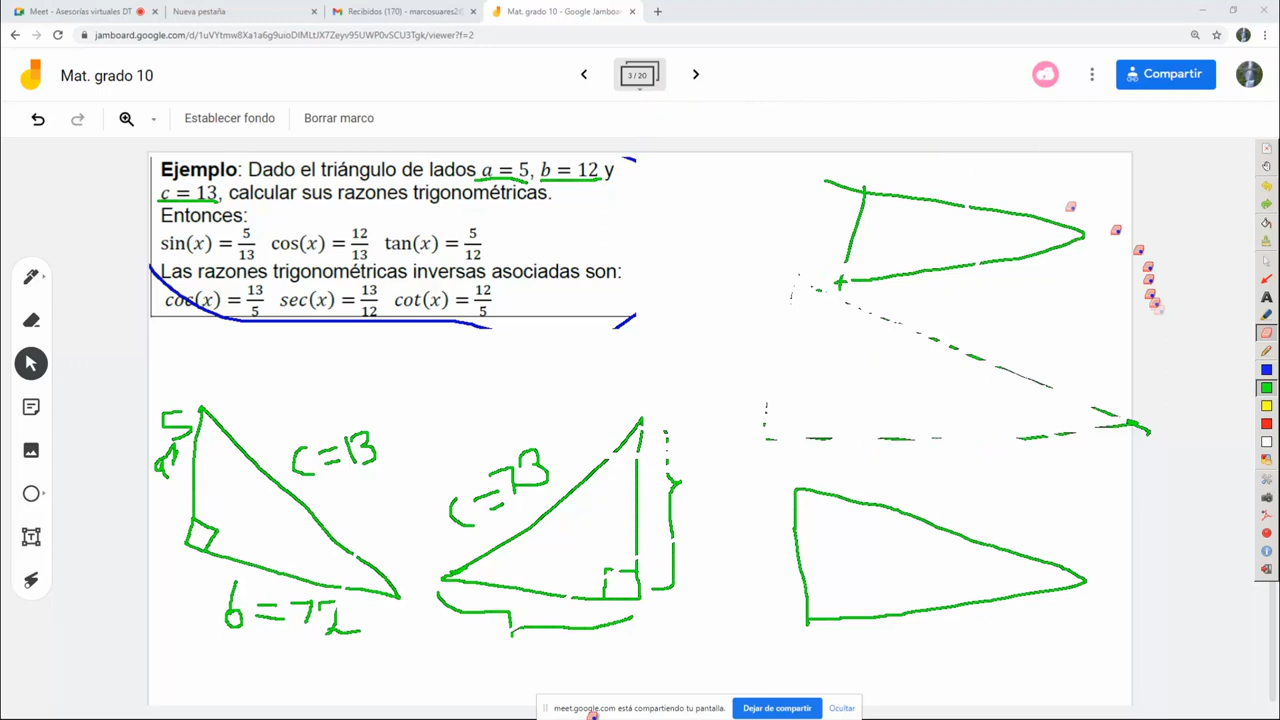 Meet - Asesorías virtuales DT
Nueva pestaña
Recibidos (170) - marcosuares2@
Mat. grado 10 - Google Jamboard
jamboard.google.com/d/1uVYtmw8Xa1a6g9uioDIMLtX7Zeyv95UWP0vSCU3Tgk/viewer?f=2
Mat. grado 10
3 / 20
Compartir
Establecer fondo
Borrar marco
Ejemplo: Dado el triángulo de lados a = 5, b = 12 y
c = 13, calcular sus razones trigonométricas.
Entonces:
sin(x) = 5/13 cos(x) = 12/13 tan(x) = 5/12
Las razones trigonométricas inversas asociadas son:
coc(x) = 13/5 sec(x) = 13/12 cot(x) = 12/5
5
a
c=13
b=12
c=13
meet.google.com está compartiendo tu pantalla.
Dejar de compartir
Ocultar